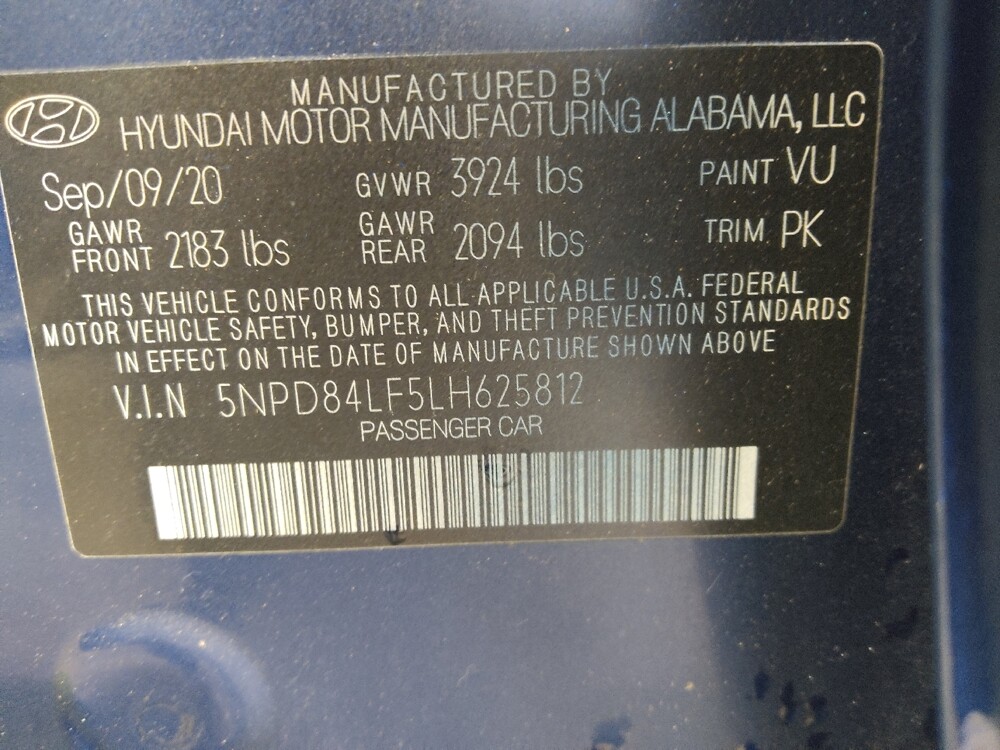 MANUFACTURED BY
HYUNDAI MOTOR MANUFACTURING ALABAMA, LLC
Sep/09/20 GVWR 3924 lbs PAINT VU
GAWR FRONT 2183 lbs GAWR REAR 2094 lbs TRIM PK
THIS VEHICLE CONFORMS TO ALL APPLICABLE U.S.A. FEDERAL
MOTOR VEHICLE SAFETY, BUMPER, AND THEFT PREVENTION STANDARDS
IN EFFECT ON THE DATE OF MANUFACTURE SHOWN ABOVE
V.I.N 5NPD84LF5LH625812
PASSENGER CAR